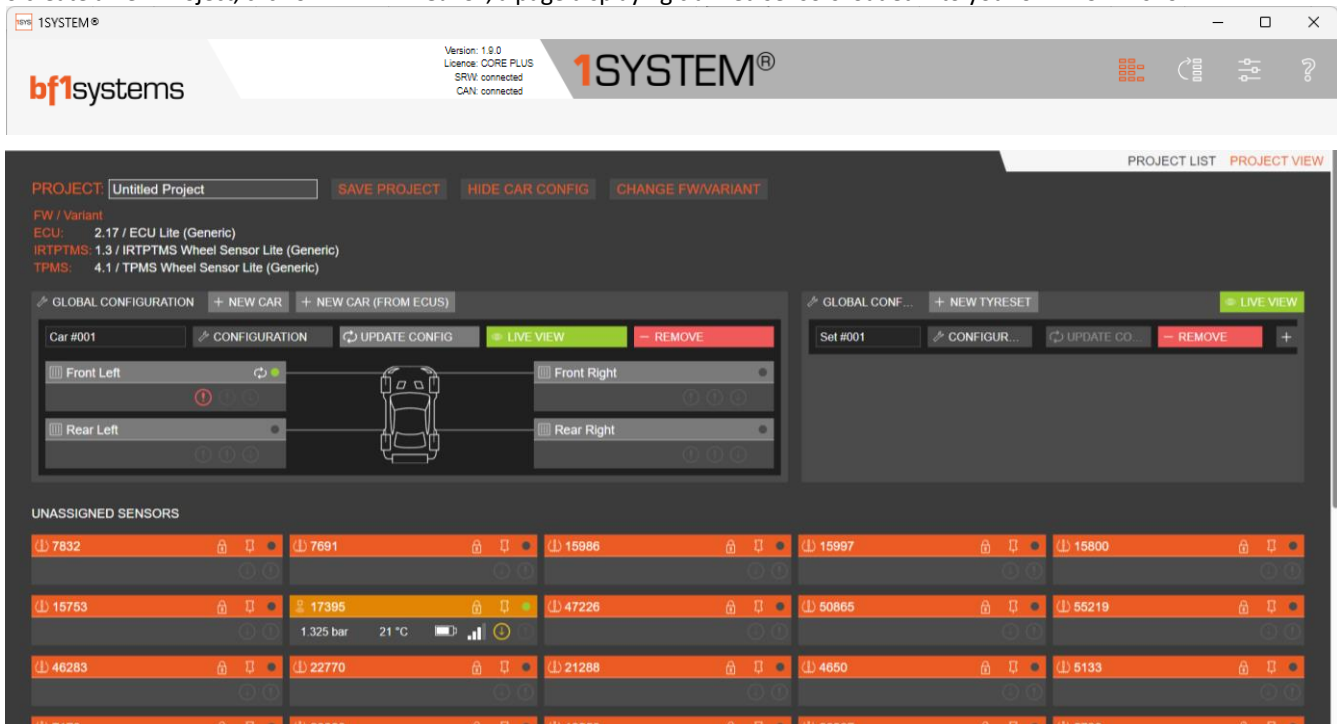 1SYSTEM®
bf1systems
Version: 1.9.0
Licence: CORE PLUS
SRW: connected
CAN: connected
1SYSTEM®
PROJECT LIST PROJECT VIEW
PROJECT: Untitled Project SAVE PROJECT HIDE CAR CONFIG CHANGE FW/VARIANT
FW / Variant
ECU: 2.17 / ECU Lite (Generic)
IRTPTMS: 1.3 / IRTPTMS Wheel Sensor Lite (Generic)
TPMS: 4.1 / TPMS Wheel Sensor Lite (Generic)
GLOBAL CONFIGURATION + NEW CAR + NEW CAR (FROM ECUS)
Car #001 CONFIGURATION UPDATE CONFIG LIVE VIEW − REMOVE
Front Left Front Right
Rear Left Rear Right
GLOBAL CONF... + NEW TYRESET LIVE VIEW
Set #001 CONFIGUR... UPDATE CO... − REMOVE +
UNASSIGNED SENSORS
7832 7691 15986 15997 15800
15753 17395 47226 50865 55219
1.325 bar 21 °C
46283 22770 21288 4650 5133